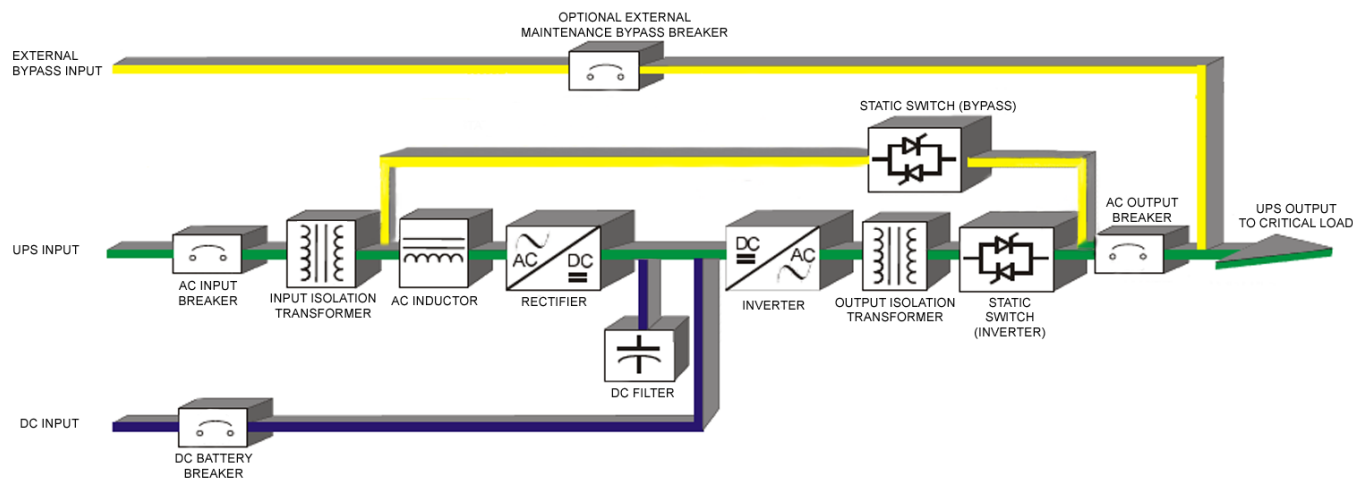 OPTIONAL EXTERNAL
MAINTENANCE BYPASS BREAKER
EXTERNAL
BYPASS INPUT
STATIC SWITCH (BYPASS)
UPS INPUT
AC INPUT
BREAKER
INPUT ISOLATION
TRANSFORMER
AC INDUCTOR
AC
DC
RECTIFIER
DC
AC
INVERTER
OUTPUT ISOLATION
TRANSFORMER
STATIC
SWITCH
(INVERTER)
AC OUTPUT
BREAKER
UPS OUTPUT
TO CRITICAL LOAD
DC FILTER
DC INPUT
DC BATTERY
BREAKER